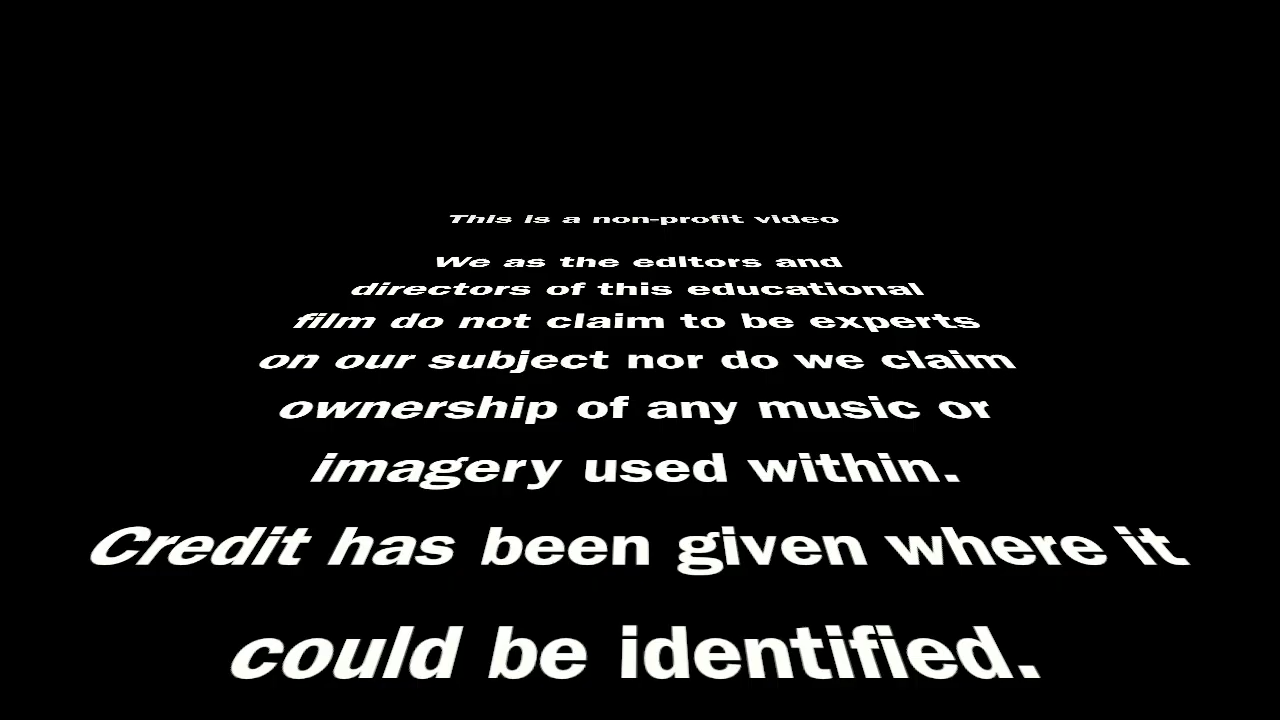 This is a non-profit video
We as the editors and
directors of this educational
film do not claim to be experts
on our subject nor do we claim
ownership of any music or
imagery used within.
Credit has been given where it
could be identified.